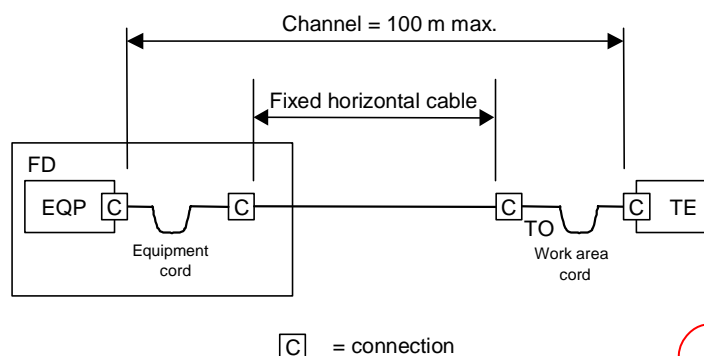 Channel = 100 m max.
Fixed horizontal cable
FD
EQP
C
C
C
C
TE
TO
Equipment
cord
Work area
cord
C = connection